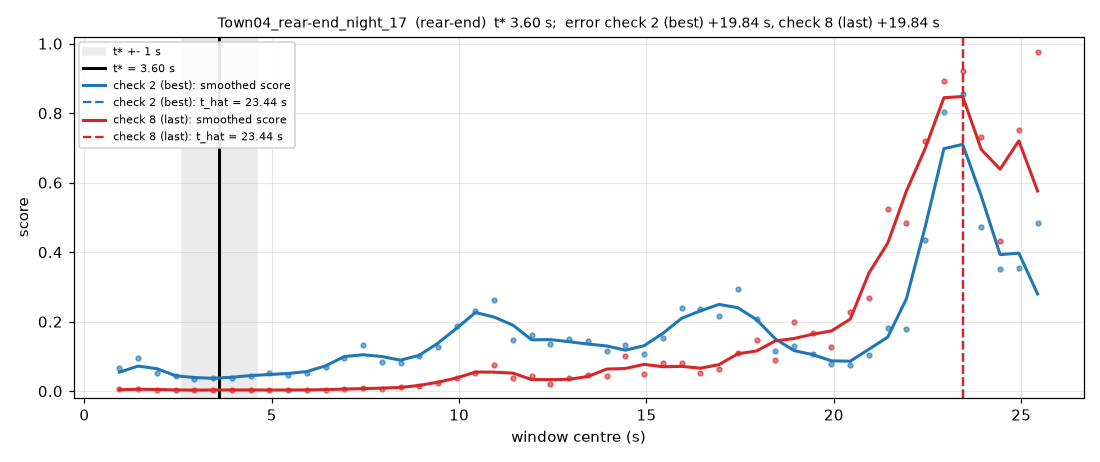 Town04_rear-end_night_17  (rear-end)  t* 3.60 s;  error check 2 (best) +19.84 s, check 8 (last) +19.84 s
t* +- 1 s
t* = 3.60 s
check 2 (best): smoothed score
check 2 (best): t_hat = 23.44 s
check 8 (last): smoothed score
check 8 (last): t_hat = 23.44 s
score
1.0
0.8
0.6
0.4
0.2
0.0
0 5 10 15 20 25
window centre (s)